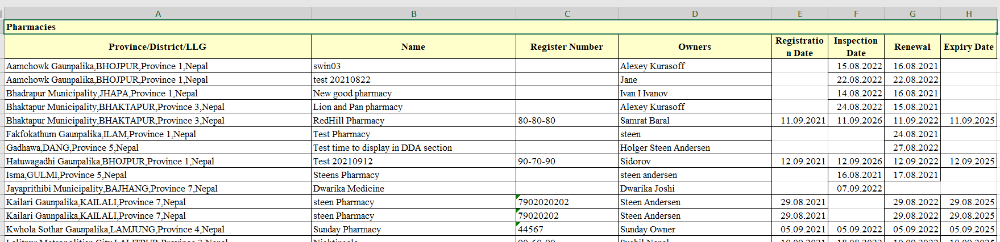 A B C D E F G H
Pharmacies
Province/District/LLG Name Register Number Owners Registratio n Date Inspection Date Renewal Expiry Date
Aamchowk Gaunpalika,BHOJPUR,Province 1,Nepal swin03 Alexey Kurasoff 15.08.2022 16.08.2021
Aamchowk Gaunpalika,BHOJPUR,Province 1,Nepal test 20210822 Jane 22.08.2022 22.08.2022
Bhadrapur Municipality,JHAPA,Province 1,Nepal New good pharmacy Ivan I Ivanov 14.08.2022 16.08.2021
Bhaktapur Municipality,BHAKTAPUR,Province 3,Nepal Lion and Pan pharmacy Alexey Kurasoff 24.08.2022 15.08.2021
Bhaktapur Municipality,BHAKTAPUR,Province 3,Nepal RedHill Pharmacy 80-80-80 Samrat Baral 11.09.2021 11.09.2026 11.09.2022 11.09.2025
Fakfokathum Gaunpalika,ILAM,Province 1,Nepal Test Pharmacy steen 24.08.2021
Gadhawa,DANG,Province 5,Nepal Test time to display in DDA section Holger Steen Andersen 27.08.2022
Hatuwagadhi Gaunpalika,BHOJPUR,Province 1,Nepal Test 20210912 90-70-90 Sidorov 12.09.2021 12.09.2026 12.09.2022 12.09.2025
Isma,GULMI,Province 5,Nepal Steens Pharmacy steen andersen 16.08.2021 17.08.2021
Jayaprithibi Municipality,BAJHANG,Province 7,Nepal Dwarika Medicine Dwarika Joshi 07.09.2022
Kailari Gaunpalika,KAILALI,Province 7,Nepal steen Pharmacy 7902020202 Steen Andersen 29.08.2021 29.08.2022 29.08.2025
Kailari Gaunpalika,KAILALI,Province 7,Nepal steen Pharmacy 79020202 Steen Andersen 29.08.2021 29.08.2022 29.08.2025
Kwhola Sothar Gaunpalika,LAMJUNG,Province 4,Nepal Sunday Pharmacy 44567 Sunday Owner 05.09.2021 05.09.2022 05.09.2022 05.09.2025